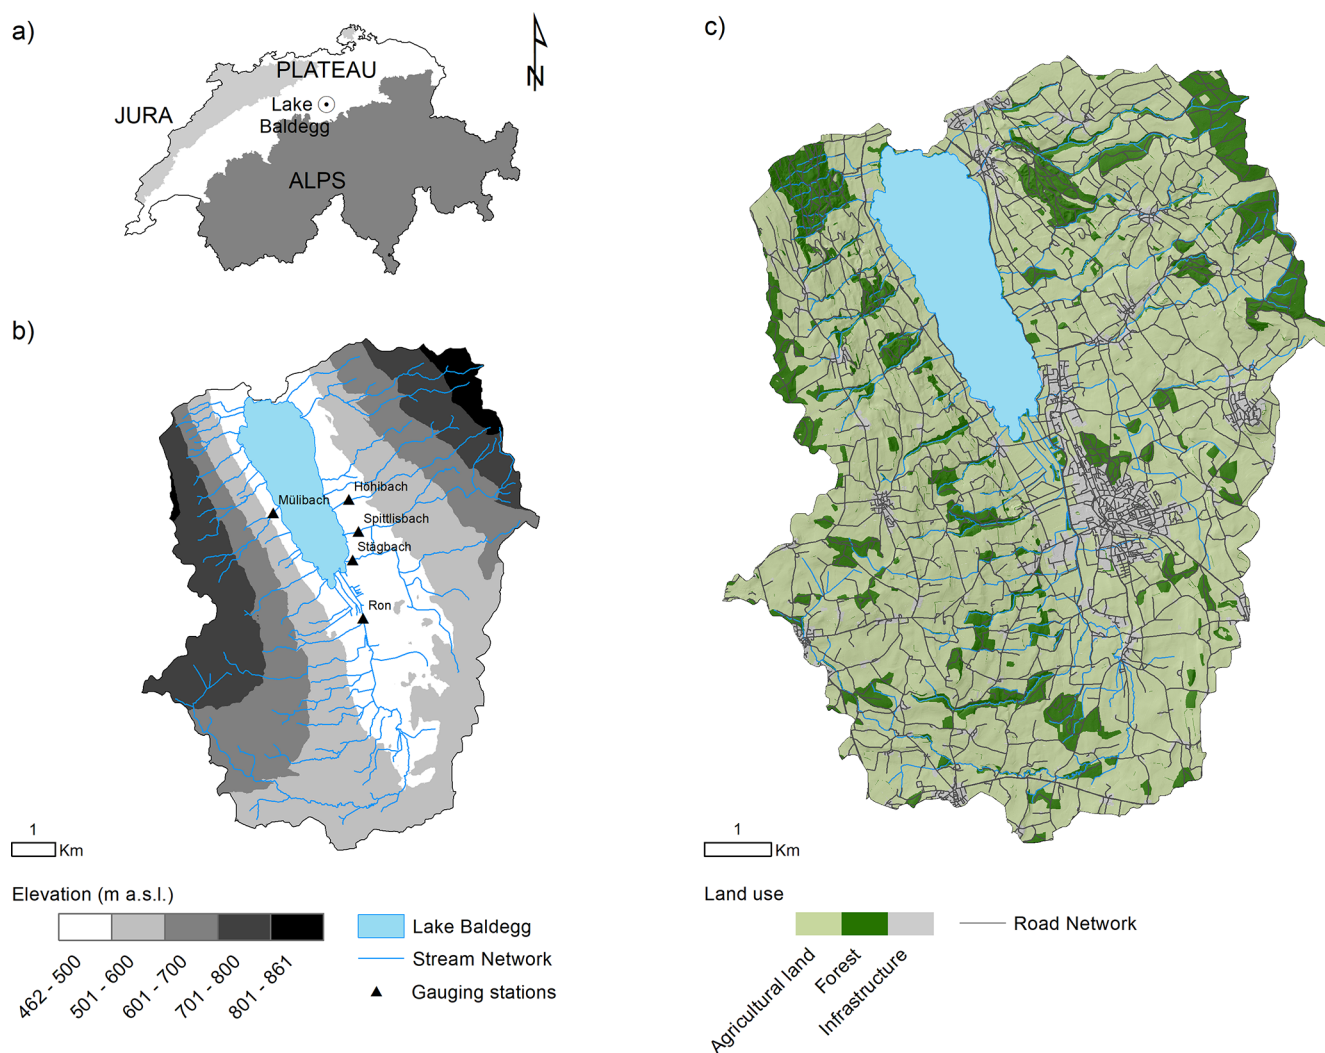 a)
PLATEAU
JURA
Lake
Baldegg
ALPS
N
b)
Mülibach
Höhibach
Spittlisbach
Stägbach
Ron
1
Km
Elevation (m a.s.l.)
462 - 500
501 - 600
601 - 700
701 - 800
801 - 861
Lake Baldegg
Stream Network
Gauging stations
c)
1
Km
Land use
Agricultural land
Forest
Infrastructure
Road Network